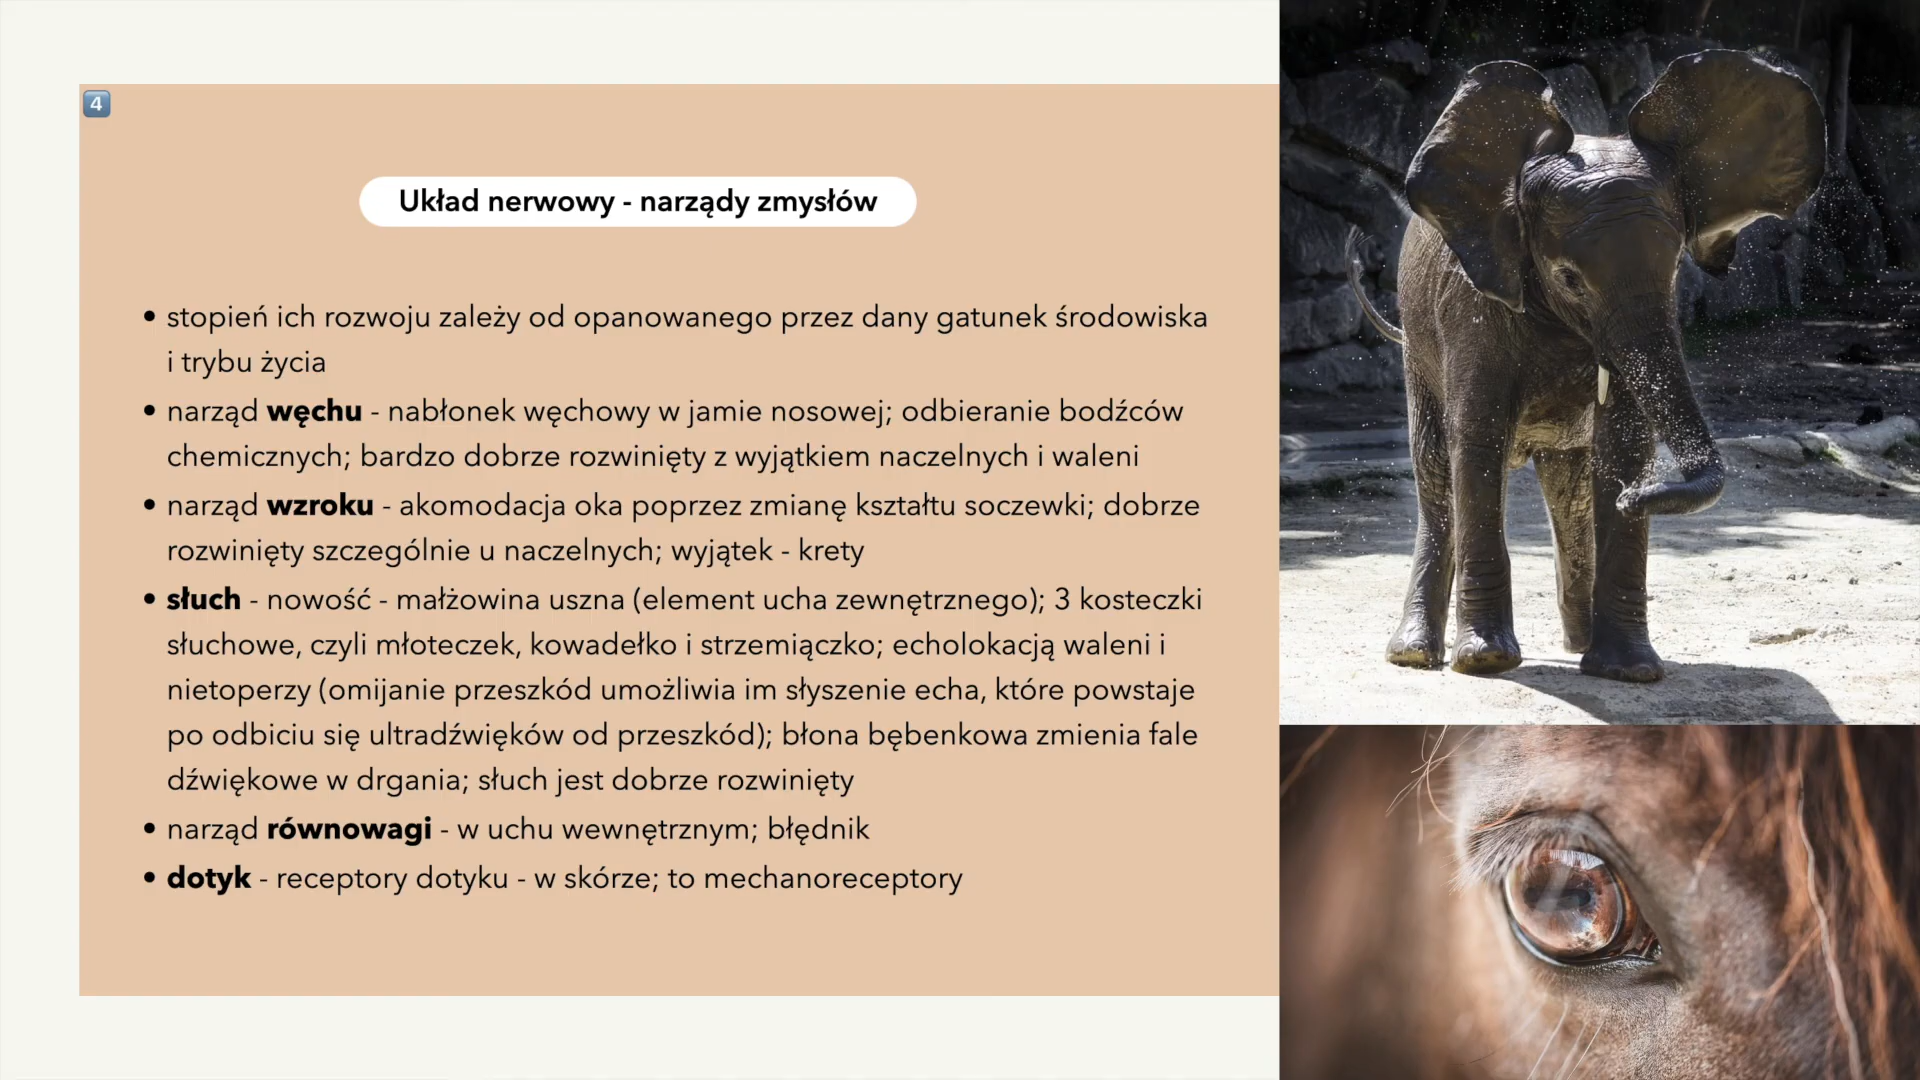 4
Układ nerwowy - narządy zmysłów
• stopień ich rozwoju zależy od opanowanego przez dany gatunek środowiska
i trybu życia
• narząd węchu - nabłonek węchowy w jamie nosowej; odbieranie bodźców
chemicznych; bardzo dobrze rozwinięty z wyjątkiem naczelnych i waleni
• narząd wzroku - akomodacja oka poprzez zmianę kształtu soczewki; dobrze
rozwinięty szczególnie u naczelnych; wyjątek - krety
• słuch - nowość - małżowina uszna (element ucha zewnętrznego); 3 kosteczki
słuchowe, czyli młoteczek, kowadełko i strzemiączko; echolokacją waleni i
nietoperzy (omijanie przeszkód umożliwia im słyszenie echa, które powstaje
po odbiciu się ultradźwięków od przeszkód); błona bębenkowa zmienia fale
dźwiękowe w drgania; słuch jest dobrze rozwinięty
• narząd równowagi - w uchu wewnętrznym; błędnik
• dotyk - receptory dotyku - w skórze; to mechanoreceptory